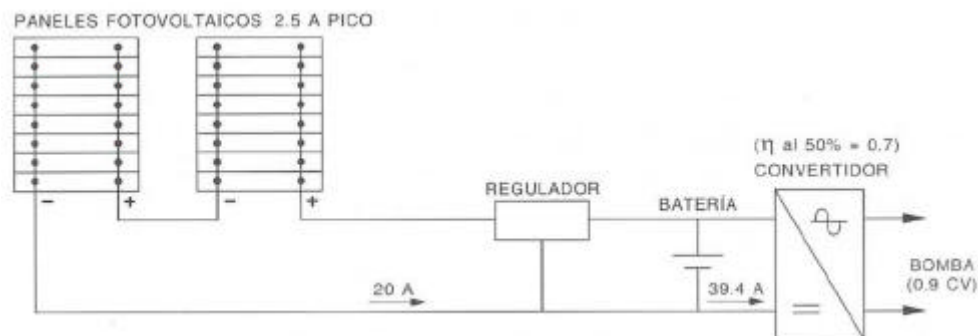 PANELES FOTOVOLTAICOS 2.5 A PICO
- + - +
REGULADOR
BATERÍA
(η al 50% = 0.7)
CONVERTIDOR
20 A
39.4 A
BOMBA
(0.9 CV)